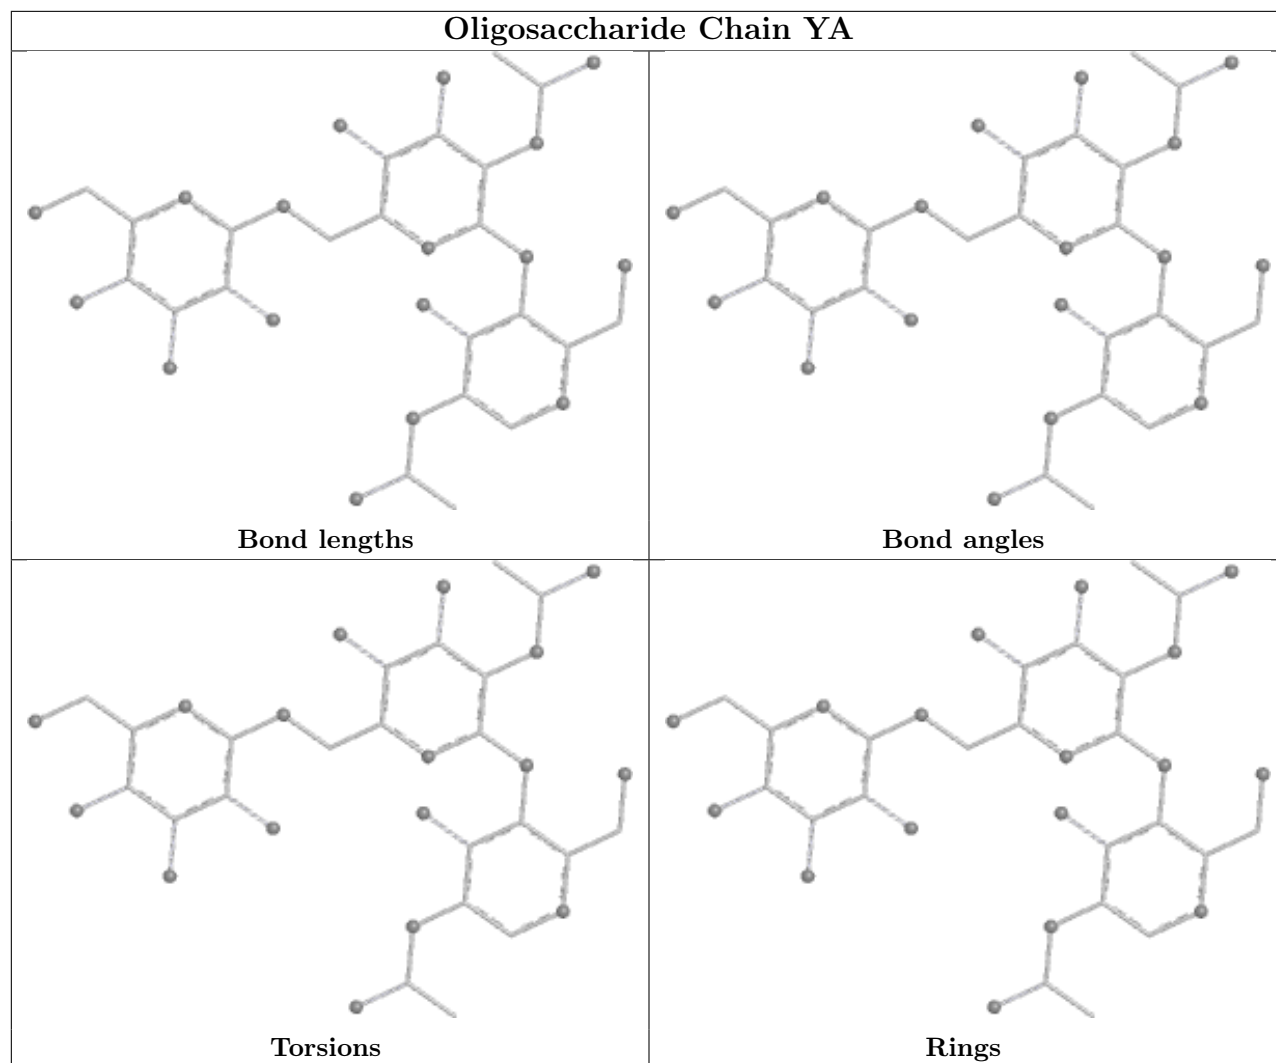 Oligosaccharide Chain YA
Bond lengths
Bond angles
Torsions
Rings